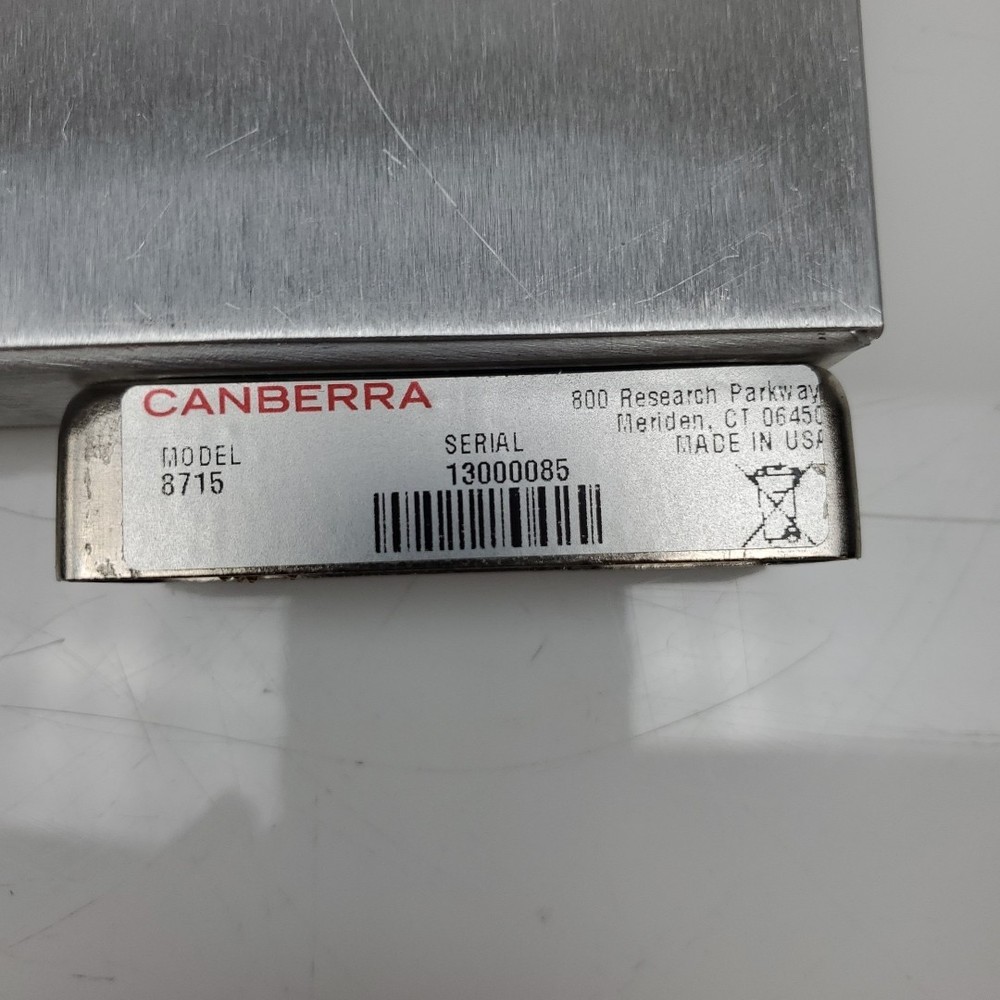 CANBERRA
800 Research Parkway
Meriden, CT 06450
MADE IN USA
MODEL
8715
SERIAL
13000085